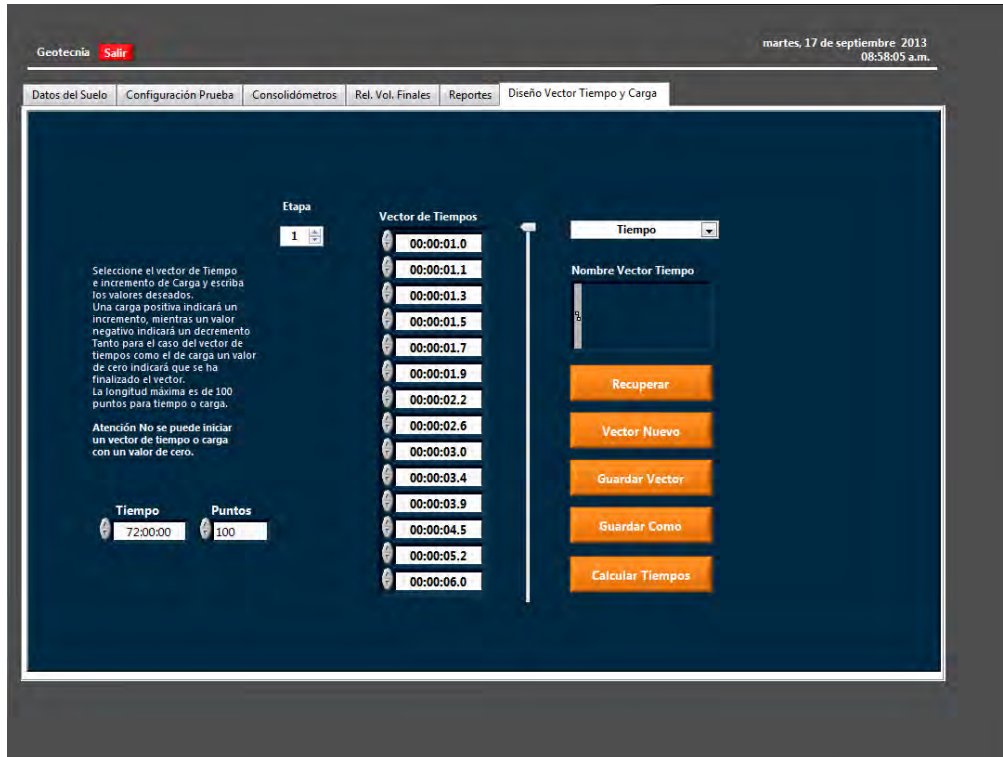 Geotecnia Salir
martes, 17 de septiembre 2013
08:58:05 a.m.
Datos del Suelo Configuración Prueba Consolidómetros Rel. Vol. Finales Reportes Diseño Vector Tiempo y Carga
Etapa
1
Seleccione el vector de Tiempo
e incremento de Carga y escriba
los valores deseados.
Una carga positiva indicará un
incremento, mientras un valor
negativo indicará un decremento
Tanto para el caso del vector de
tiempos como el de carga un valor
de cero indicará que se ha
finalizado el vector.
La longitud máxima es de 100
puntos para tiempo o carga.
Atención No se puede iniciar
un vector de tiempo o carga
con un valor de cero.
Tiempo Puntos
72:00:00 100
Vector de Tiempos
00:00:01.0
00:00:01.1
00:00:01.3
00:00:01.5
00:00:01.7
00:00:01.9
00:00:02.2
00:00:02.6
00:00:03.0
00:00:03.4
00:00:03.9
00:00:04.5
00:00:05.2
00:00:06.0
Tiempo
Nombre Vector Tiempo
Recuperar
Vector Nuevo
Guardar Vector
Guardar Como
Calcular Tiempos